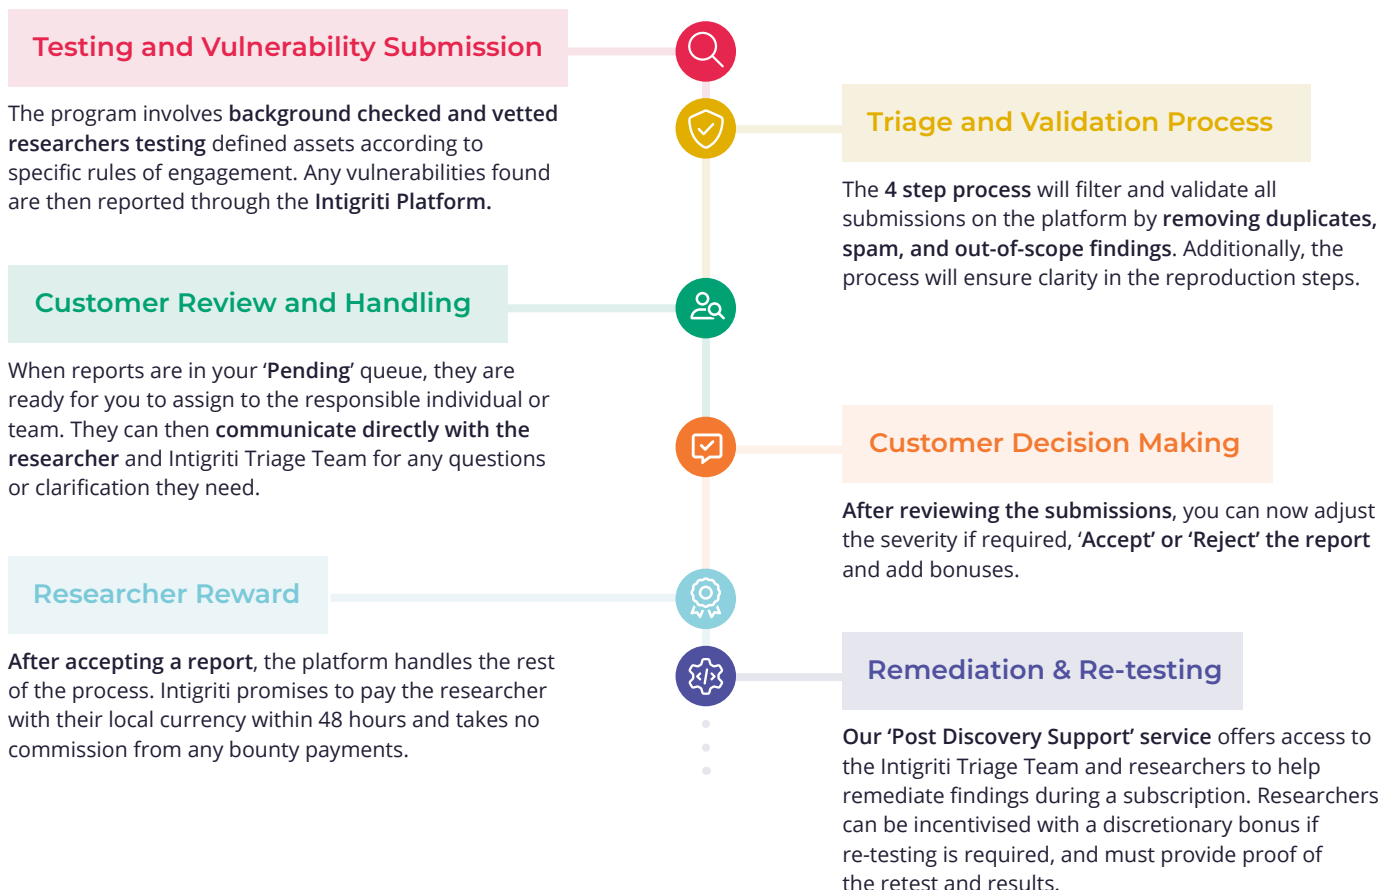 Testing and Vulnerability Submission
The program involves background checked and vetted
researchers testing defined assets according to
specific rules of engagement. Any vulnerabilities found
are then reported through the Intigriti Platform.
Triage and Validation Process
The 4 step process will filter and validate all
submissions on the platform by removing duplicates,
spam, and out-of-scope findings. Additionally, the
process will ensure clarity in the reproduction steps.
Customer Review and Handling
When reports are in your ‘Pending’ queue, they are
ready for you to assign to the responsible individual or
team. They can then communicate directly with the
researcher and Intigriti Triage Team for any questions
or clarification they need.
Customer Decision Making
After reviewing the submissions, you can now adjust
the severity if required, ‘Accept’ or ‘Reject’ the report
and add bonuses.
Researcher Reward
After accepting a report, the platform handles the rest
of the process. Intigriti promises to pay the researcher
with their local currency within 48 hours and takes no
commission from any bounty payments.
Remediation & Re-testing
Our ‘Post Discovery Support’ service offers access to
the Intigriti Triage Team and researchers to help
remediate findings during a subscription. Researchers
can be incentivised with a discretionary bonus if
re-testing is required, and must provide proof of
the retest and results.